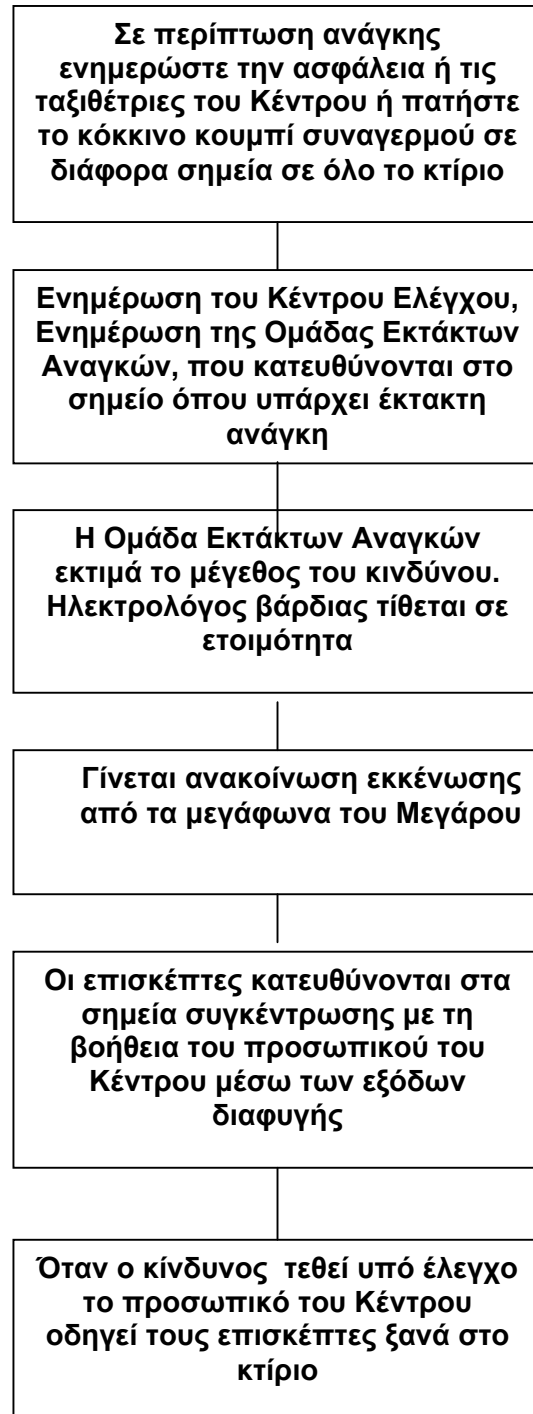 Σε περίπτωση ανάγκης
ενημερώστε την ασφάλεια ή τις
ταξιθέτριες του Κέντρου ή πατήστε
το κόκκινο κουμπί συναγερμού σε
διάφορα σημεία σε όλο το κτίριο
Ενημέρωση του Κέντρου Ελέγχου,
Ενημέρωση της Ομάδας Εκτάκτων
Αναγκών, που κατευθύνονται στο
σημείο όπου υπάρχει έκτακτη
ανάγκη
Η Ομάδα Εκτάκτων Αναγκών
εκτιμά το μέγεθος του κινδύνου.
Ηλεκτρολόγος βάρδιας τίθεται σε
ετοιμότητα
Γίνεται ανακοίνωση εκκένωσης
από τα μεγάφωνα του Μεγάρου
Οι επισκέπτες κατευθύνονται στα
σημεία συγκέντρωσης με τη
βοήθεια του προσωπικού του
Κέντρου μέσω των εξόδων
διαφυγής
Όταν ο κίνδυνος τεθεί υπό έλεγχο
το προσωπικό του Κέντρου
οδηγεί τους επισκέπτες ξανά στο
κτίριο